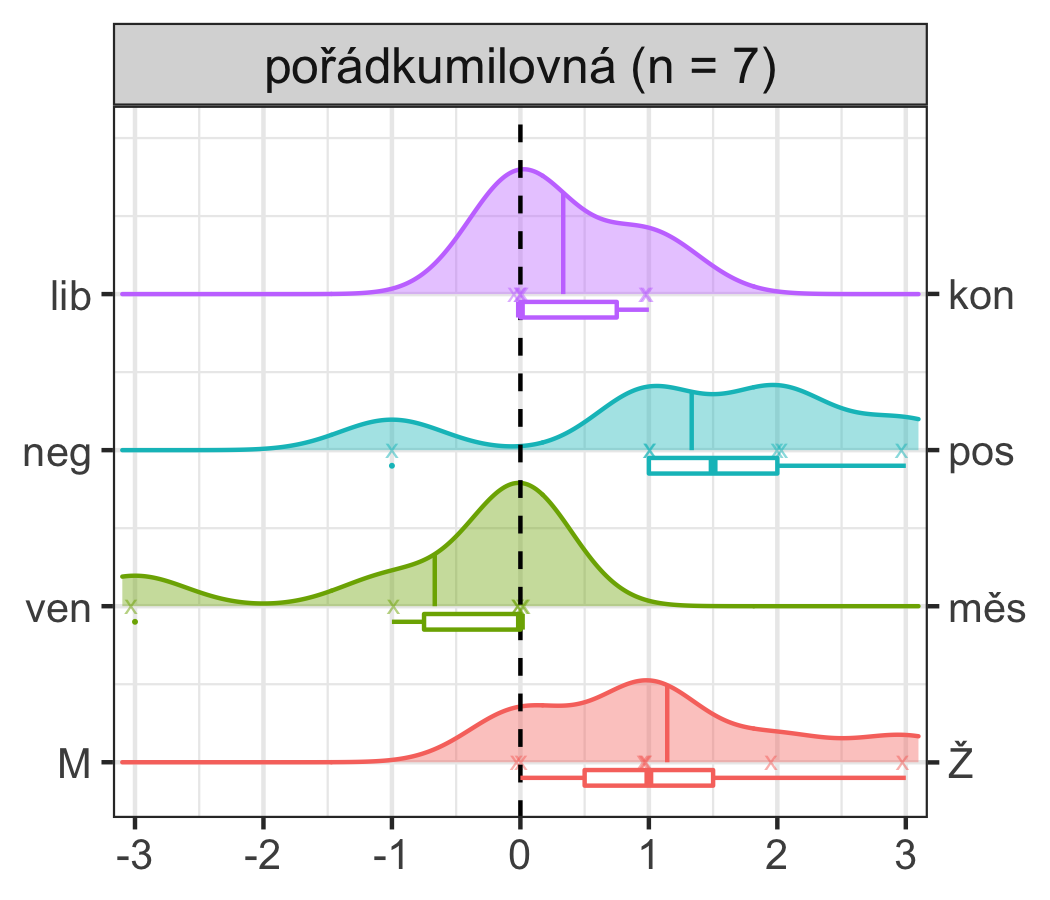 pořádkumilovná (n = 7)
lib kon
neg pos
ven měs
M Ž
-3 -2 -1 0 1 2 3